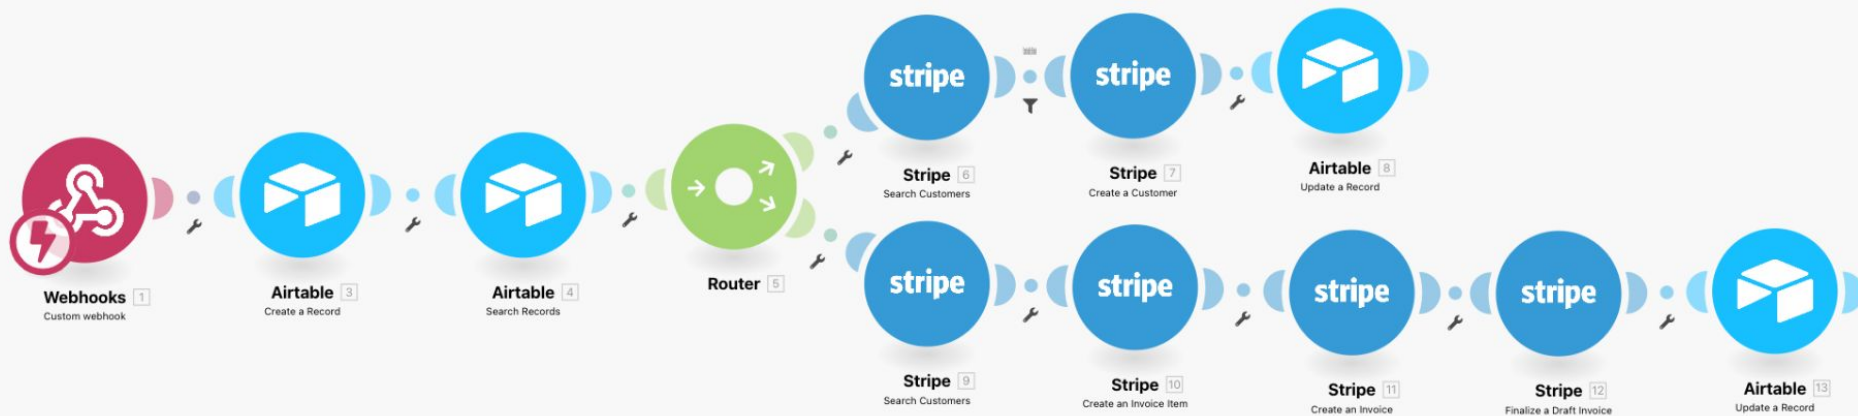 stripe
stripe
Stripe 6
Search Customers
Stripe 7
Create a Customer
Airtable 8
Update a Record
Webhooks 1
Custom webhook
Airtable 3
Create a Record
Airtable 4
Search Records
Router 5
stripe
stripe
stripe
stripe
Stripe 9
Search Customers
Stripe 10
Create an Invoice Item
Stripe 11
Create an Invoice
Stripe 12
Finalize a Draft Invoice
Airtable 13
Update a Record